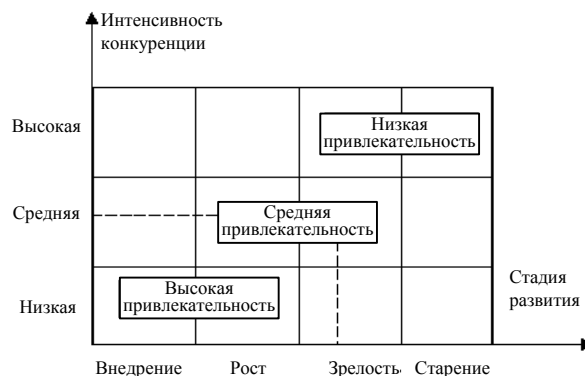 Интенсивность
конкуренции
Высокая
Низкая
привлекательность
Средняя
Средняя
привлекательность
Высокая
привлекательность
Низкая
Стадия
развития
Внедрение Рост Зрелость Старение